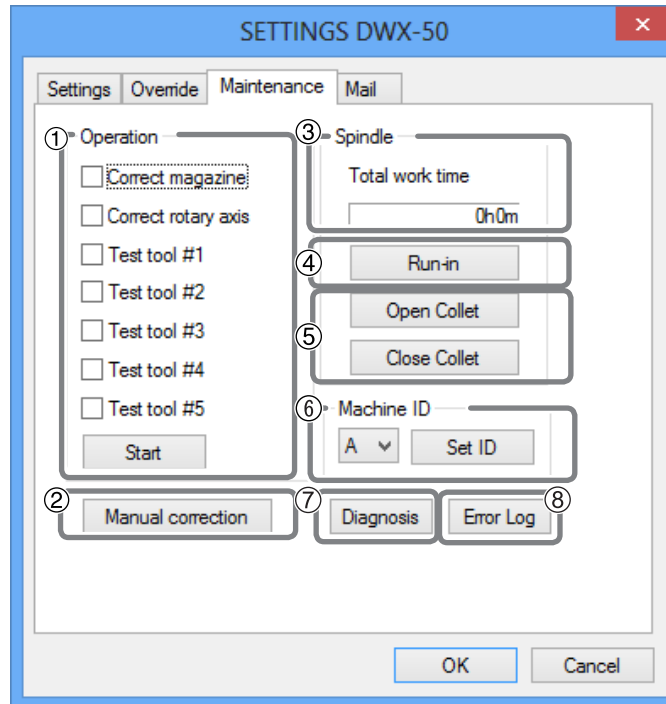 SETTINGS DWX-50
×
Settings Override Maintenance Mail
① Operation
Correct magazine
Correct rotary axis
Test tool #1
Test tool #2
Test tool #3
Test tool #4
Test tool #5
Start
② Manual correction
③ Spindle
Total work time
0h0m
④ Run-in
⑤ Open Collet
Close Collet
⑥ Machine ID
A Set ID
⑦ Diagnosis
⑧ Error Log
OK Cancel